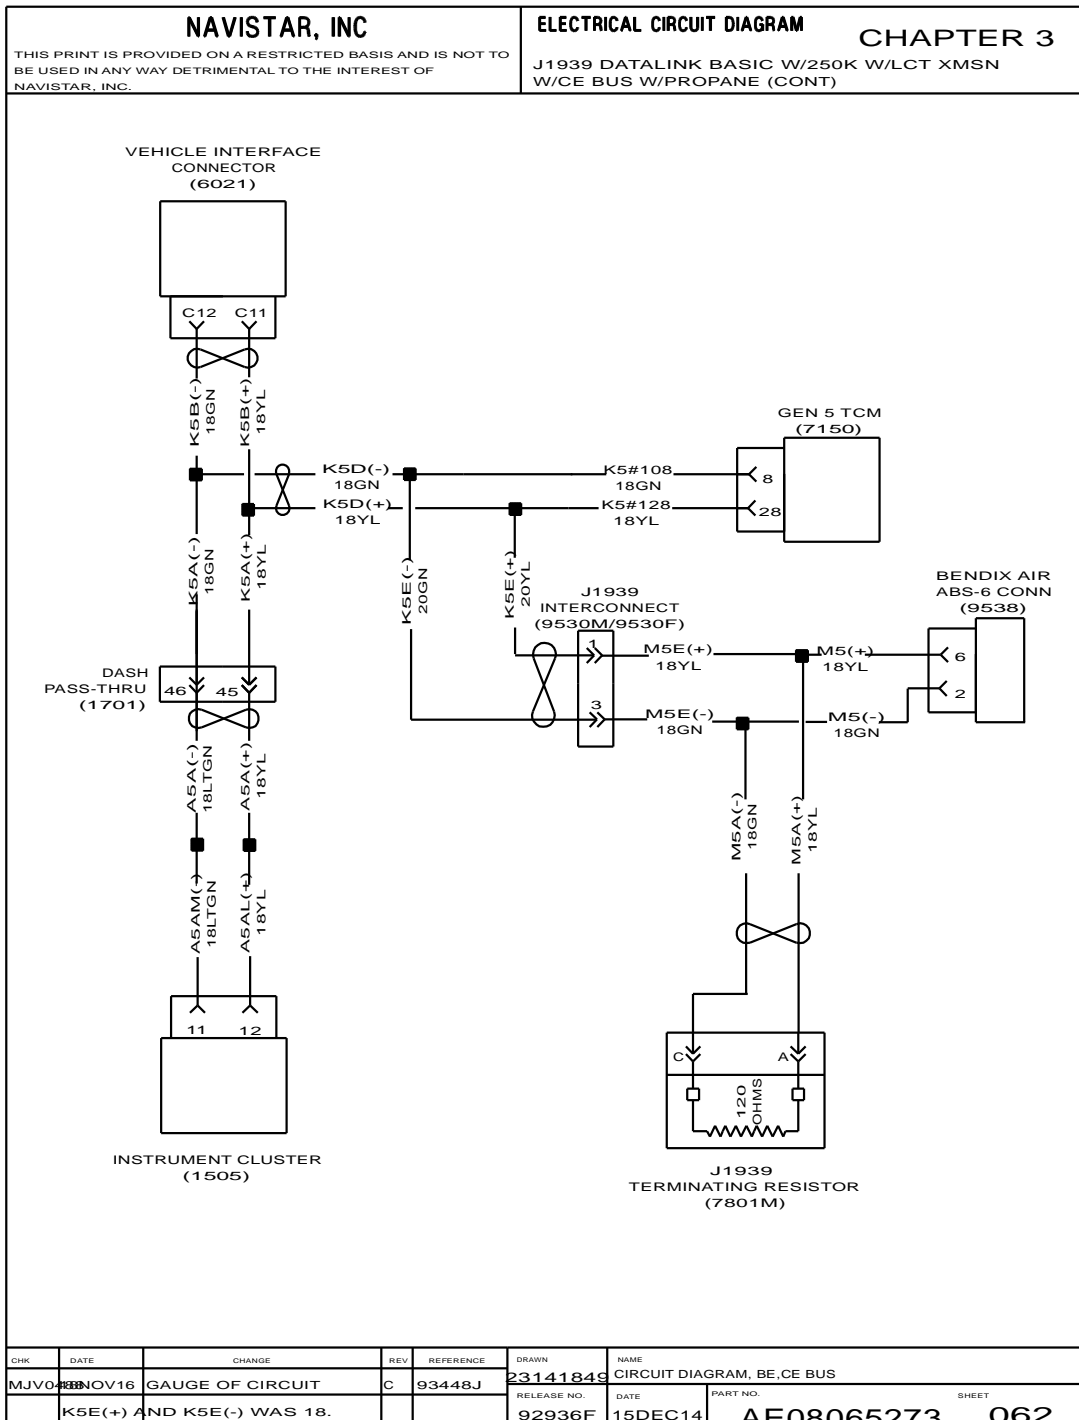 NAVISTAR, INC
THIS PRINT IS PROVIDED ON A RESTRICTED BASIS AND IS NOT TO
BE USED IN ANY WAY DETRIMENTAL TO THE INTEREST OF
NAVISTAR, INC.
ELECTRICAL CIRCUIT DIAGRAM
CHAPTER 3
J1939 DATALINK BASIC W/250K W/LCT XMSN
W/CE BUS W/PROPANE (CONT)
VEHICLE INTERFACE
CONNECTOR
(6021)
C12 C11
K5B(-)
18GN
K5B(+)
18YL
K5D(-)
18GN
K5D(+)
18YL
K5#108
18GN
K5#128
18YL
GEN 5 TCM
(7150)
8
28
K5A(-)
18GN
K5A(+)
18YL
K5E(-)
20GN
K5E(+)
20YL
J1939
INTERCONNECT
(9530M/9530F)
1
3
M5E(+)
18YL
M5E(-)
18GN
M5(+)
18YL
M5(-)
18GN
BENDIX AIR
ABS-6 CONN
(9538)
6
2
DASH
PASS-THRU
(1701)
46 45
A5A(-)
18LTGN
A5A(+)
18YL
M5A(-)
18GN
M5A(+)
18YL
A5AM(-)
18LTGN
A5AL(+)
18YL
11 12
INSTRUMENT CLUSTER
(1505)
C A
120
OHMS
J1939
TERMINATING RESISTOR
(7801M)
CHK DATE CHANGE REV REFERENCE
GAUGE OF CIRCUIT C 93448J
K5E(+) AND K5E(-) WAS 18.
DRAWN
23141849
NAME
CIRCUIT DIAGRAM, BE,CE BUS
RELEASE NO.
92936F
DATE
15DEC14
PART NO.
AE08065273
SHEET
062